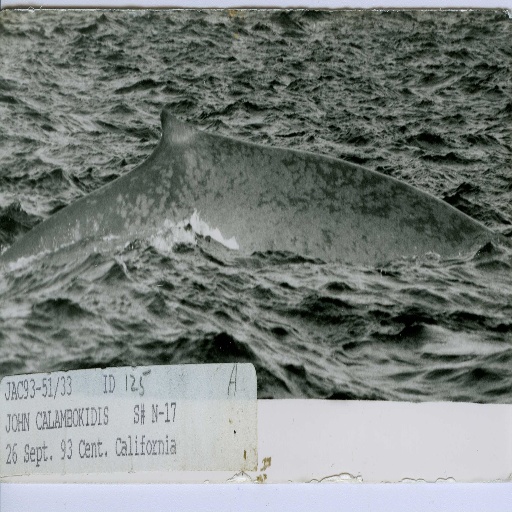 JAC93-51/33 ID 125 A
JOHN CALAMBOKIDIS S# N-17
26 Sept. 93 Cent. California